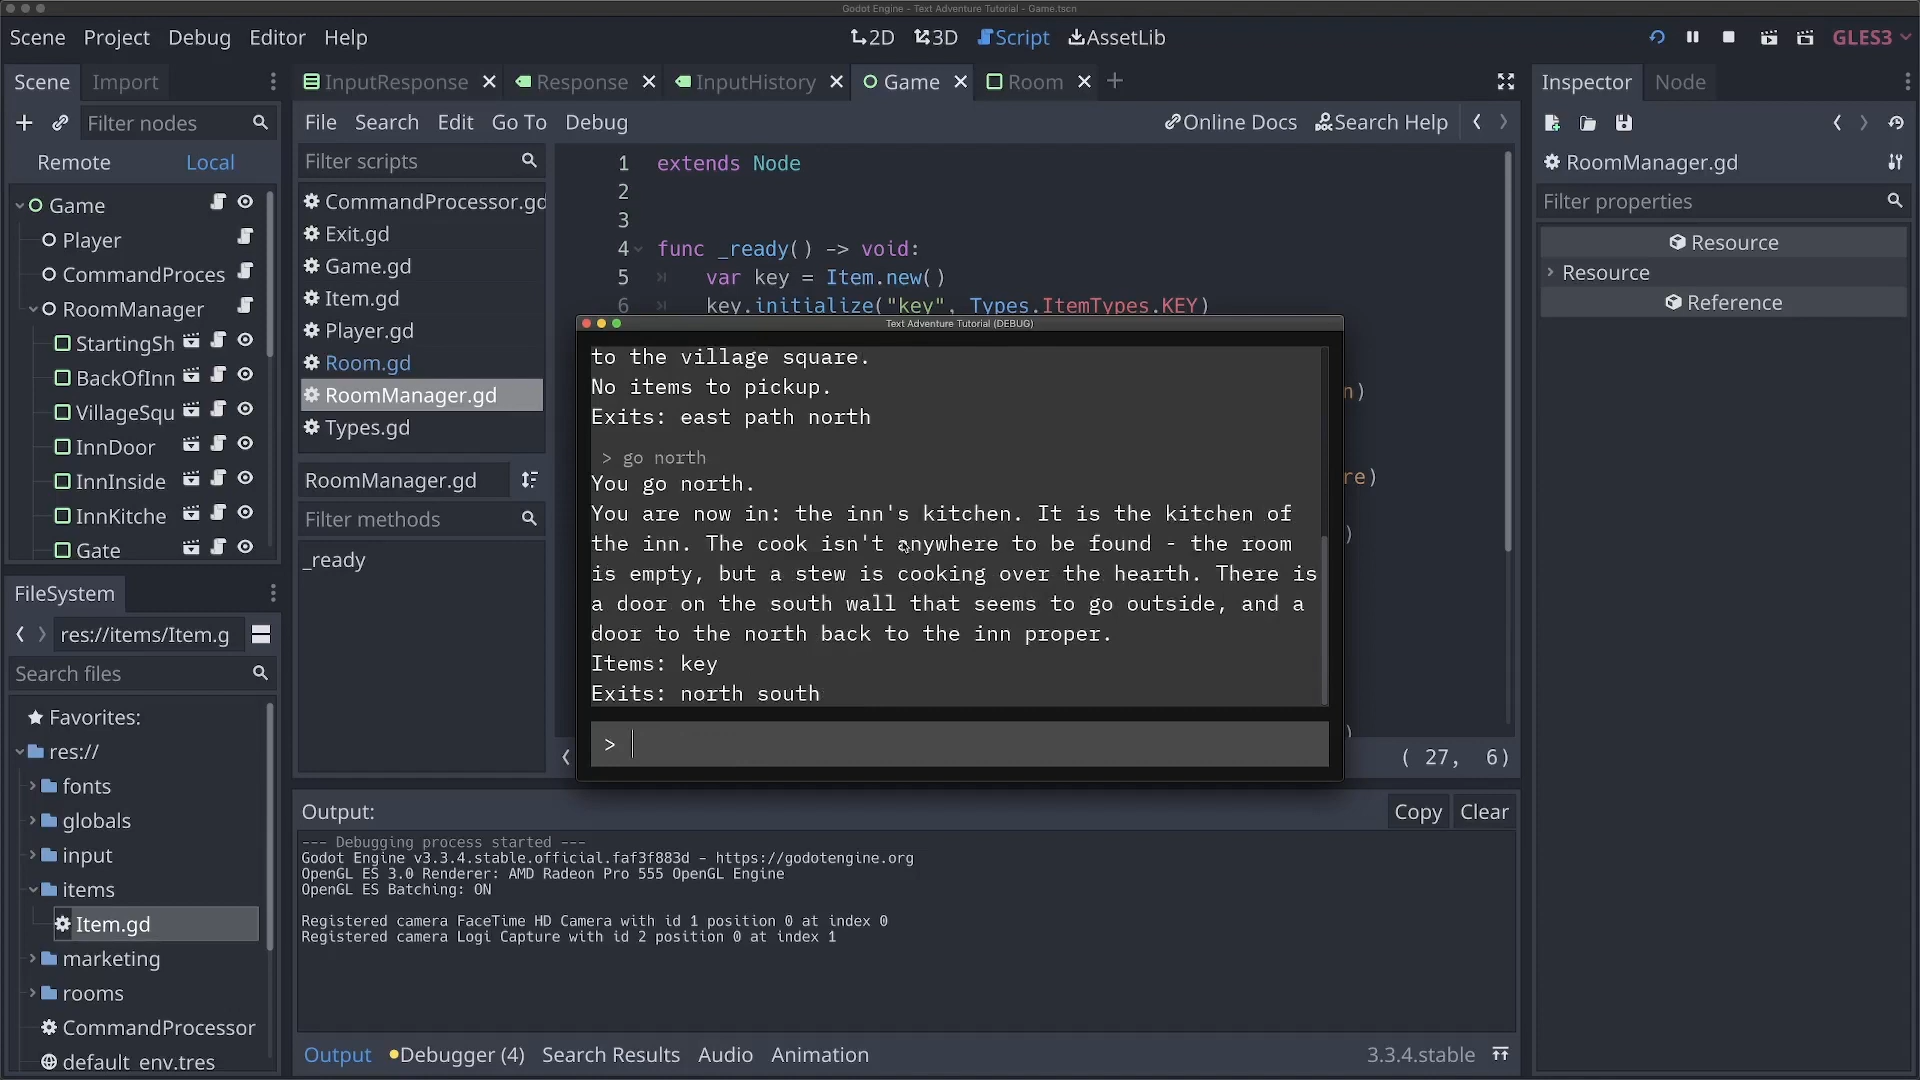 Godot Engine - Text Adventure Tutorial - Game.tscn
Scene Project Debug Editor Help
2D 3D Script AssetLib
GLES3
Scene Import
Filter nodes
Remote Local
Game
Player
CommandProces
RoomManager
StartingSh
BackOfInn
VillageSqu
InnDoor
InnInside
InnKitche
Gate
FileSystem
res://items/Item.g
Search files
Favorites:
res://
fonts
globals
input
items
Item.gd
marketing
rooms
CommandProcessor
default_env.tres
InputResponse Response InputHistory Game Room
File Search Edit Go To Debug
Online Docs Search Help
Filter scripts
CommandProcessor.gd
Exit.gd
Game.gd
Item.gd
Player.gd
Room.gd
RoomManager.gd
Types.gd
RoomManager.gd
Filter methods
_ready
1 extends Node
2
3
4 func _ready() -> void:
5 var key = Item.new()
6 key.initialize("key", Types.ItemTypes.KEY)
n)
re)
)
)
( 27, 6)
Text Adventure Tutorial (DEBUG)
to the village square.
No items to pickup.
Exits: east path north
> go north
You go north.
You are now in: the inn's kitchen. It is the kitchen of
the inn. The cook isn't anywhere to be found - the room
is empty, but a stew is cooking over the hearth. There is
a door on the south wall that seems to go outside, and a
door to the north back to the inn proper.
Items: key
Exits: north south
>
Output:
Copy Clear
--- Debugging process started ---
Godot Engine v3.3.4.stable.official.faf3f883d - https://godotengine.org
OpenGL ES 3.0 Renderer: AMD Radeon Pro 555 OpenGL Engine
OpenGL ES Batching: ON
Registered camera FaceTime HD Camera with id 1 position 0 at index 0
Registered camera Logi Capture with id 2 position 0 at index 1
Output Debugger (4) Search Results Audio Animation
3.3.4.stable
Inspector Node
RoomManager.gd
Filter properties
Resource
Resource
Reference